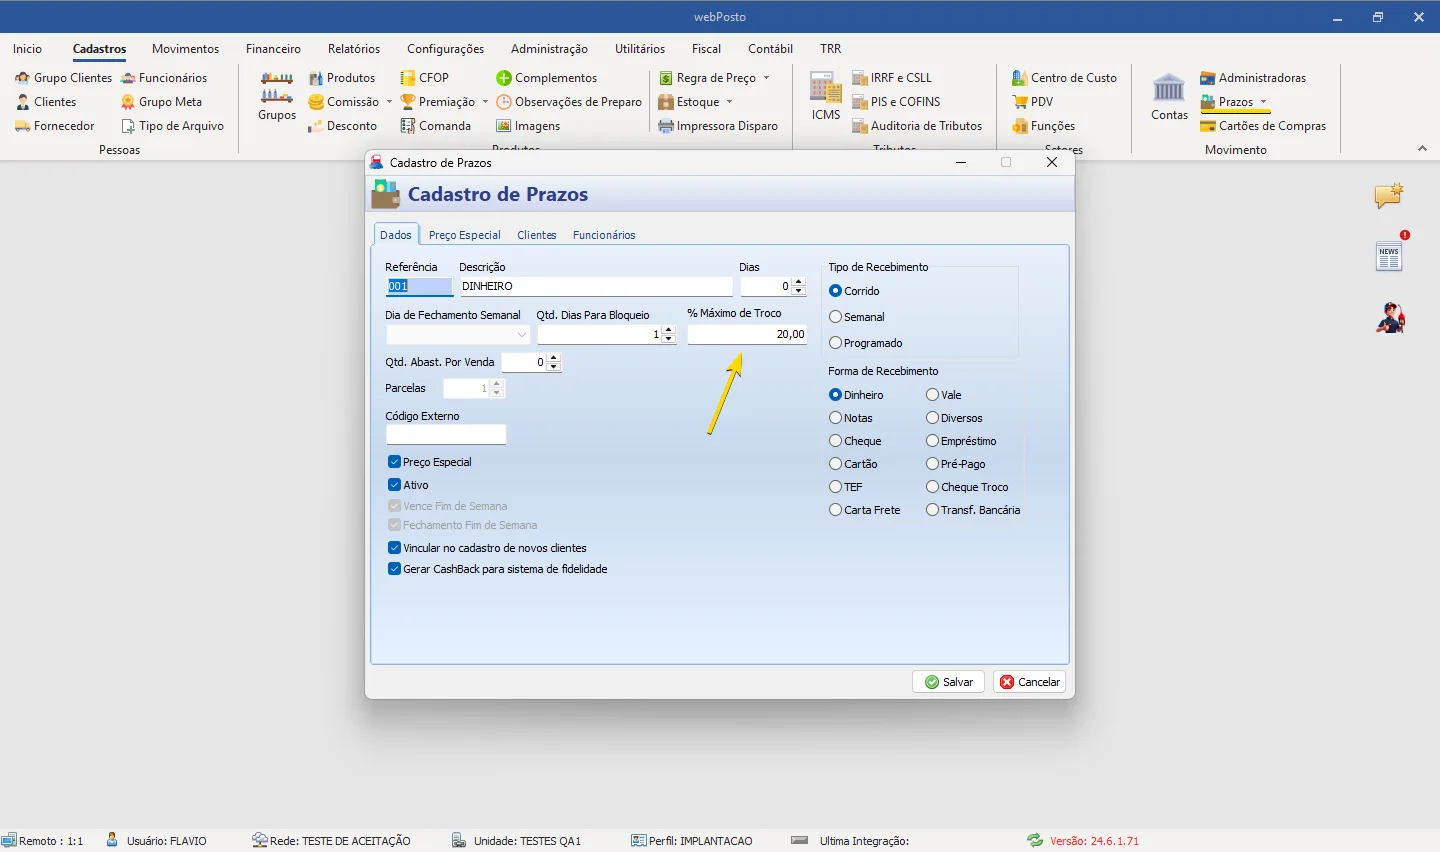 webPosto
Inicio Cadastros Movimentos Financeiro Relatórios Configurações Administração Utilitários Fiscal Contábil TRR
Grupo Clientes Funcionários Produtos CFOP Complementos Regra de Preço IRRF e CSLL Centro de Custo Administradoras
Clientes Grupo Meta Grupos Comissão Premiação Observações de Preparo Estoque ICMS PIS e COFINS PDV Contas Prazos
Fornecedor Tipo de Arquivo Desconto Comanda Imagens Impressora Disparo Auditoria de Tributos Funções Cartões de Compras
Pessoas Produtos Tributos Setores Movimento
Cadastro de Prazos
Cadastro de Prazos
Dados Preço Especial Clientes Funcionários
Referência Descrição Dias Tipo de Recebimento
001 DINHEIRO 0 Corrido
Dia de Fechamento Semanal Qtd. Dias Para Bloqueio % Máximo de Troco Semanal
1 20,00 Programado
Qtd. Abast. Por Venda 0 Forma de Recebimento
Parcelas 1 Dinheiro Vale
Código Externo Notas Diversos
Cheque Empréstimo
Preço Especial Cartão Pré-Pago
Ativo TEF Cheque Troco
Vence Fim de Semana Carta Frete Transf. Bancária
Fechamento Fim de Semana
Vincular no cadastro de novos clientes
Gerar CashBack para sistema de fidelidade
Salvar Cancelar
NEWS
Remoto : 1:1 Usuário: FLAVIO Rede: TESTE DE ACEITAÇÃO Unidade: TESTES QA1 Perfil: IMPLANTACAO Ultima Integração: Versão: 24.6.1.71